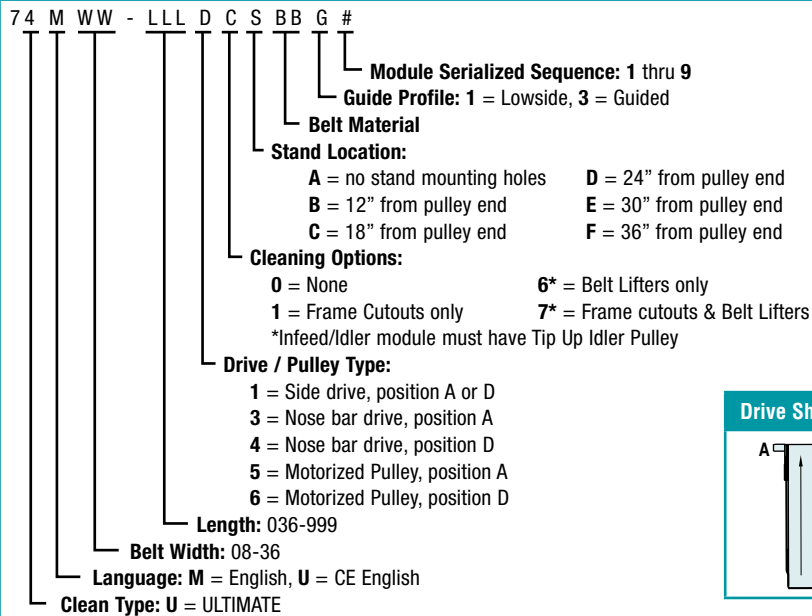 74 M WW - LLL D C S BB G #
Module Serialized Sequence: 1 thru 9
Guide Profile: 1 = Lowside, 3 = Guided
Belt Material
Stand Location:
A = no stand mounting holes D = 24” from pulley end
B = 12” from pulley end E = 30” from pulley end
C = 18” from pulley end F = 36” from pulley end
Cleaning Options:
0 = None 6* = Belt Lifters only
1 = Frame Cutouts only 7* = Frame cutouts & Belt Lifters
*Infeed/Idler module must have Tip Up Idler Pulley
Drive / Pulley Type:
1 = Side drive, position A or D
3 = Nose bar drive, position A
4 = Nose bar drive, position D
5 = Motorized Pulley, position A
6 = Motorized Pulley, position D
Length: 036-999
Belt Width: 08-36
Language: M = English, U = CE English
Clean Type: U = ULTIMATE
Drive Sh
A